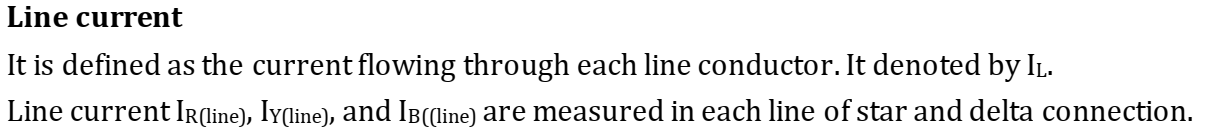 Line current
It is defined as the current flowing through each line conductor. It denoted by IL.
Line current IR(line), IY(line), and IB((line) are measured in each line of star and delta connection.